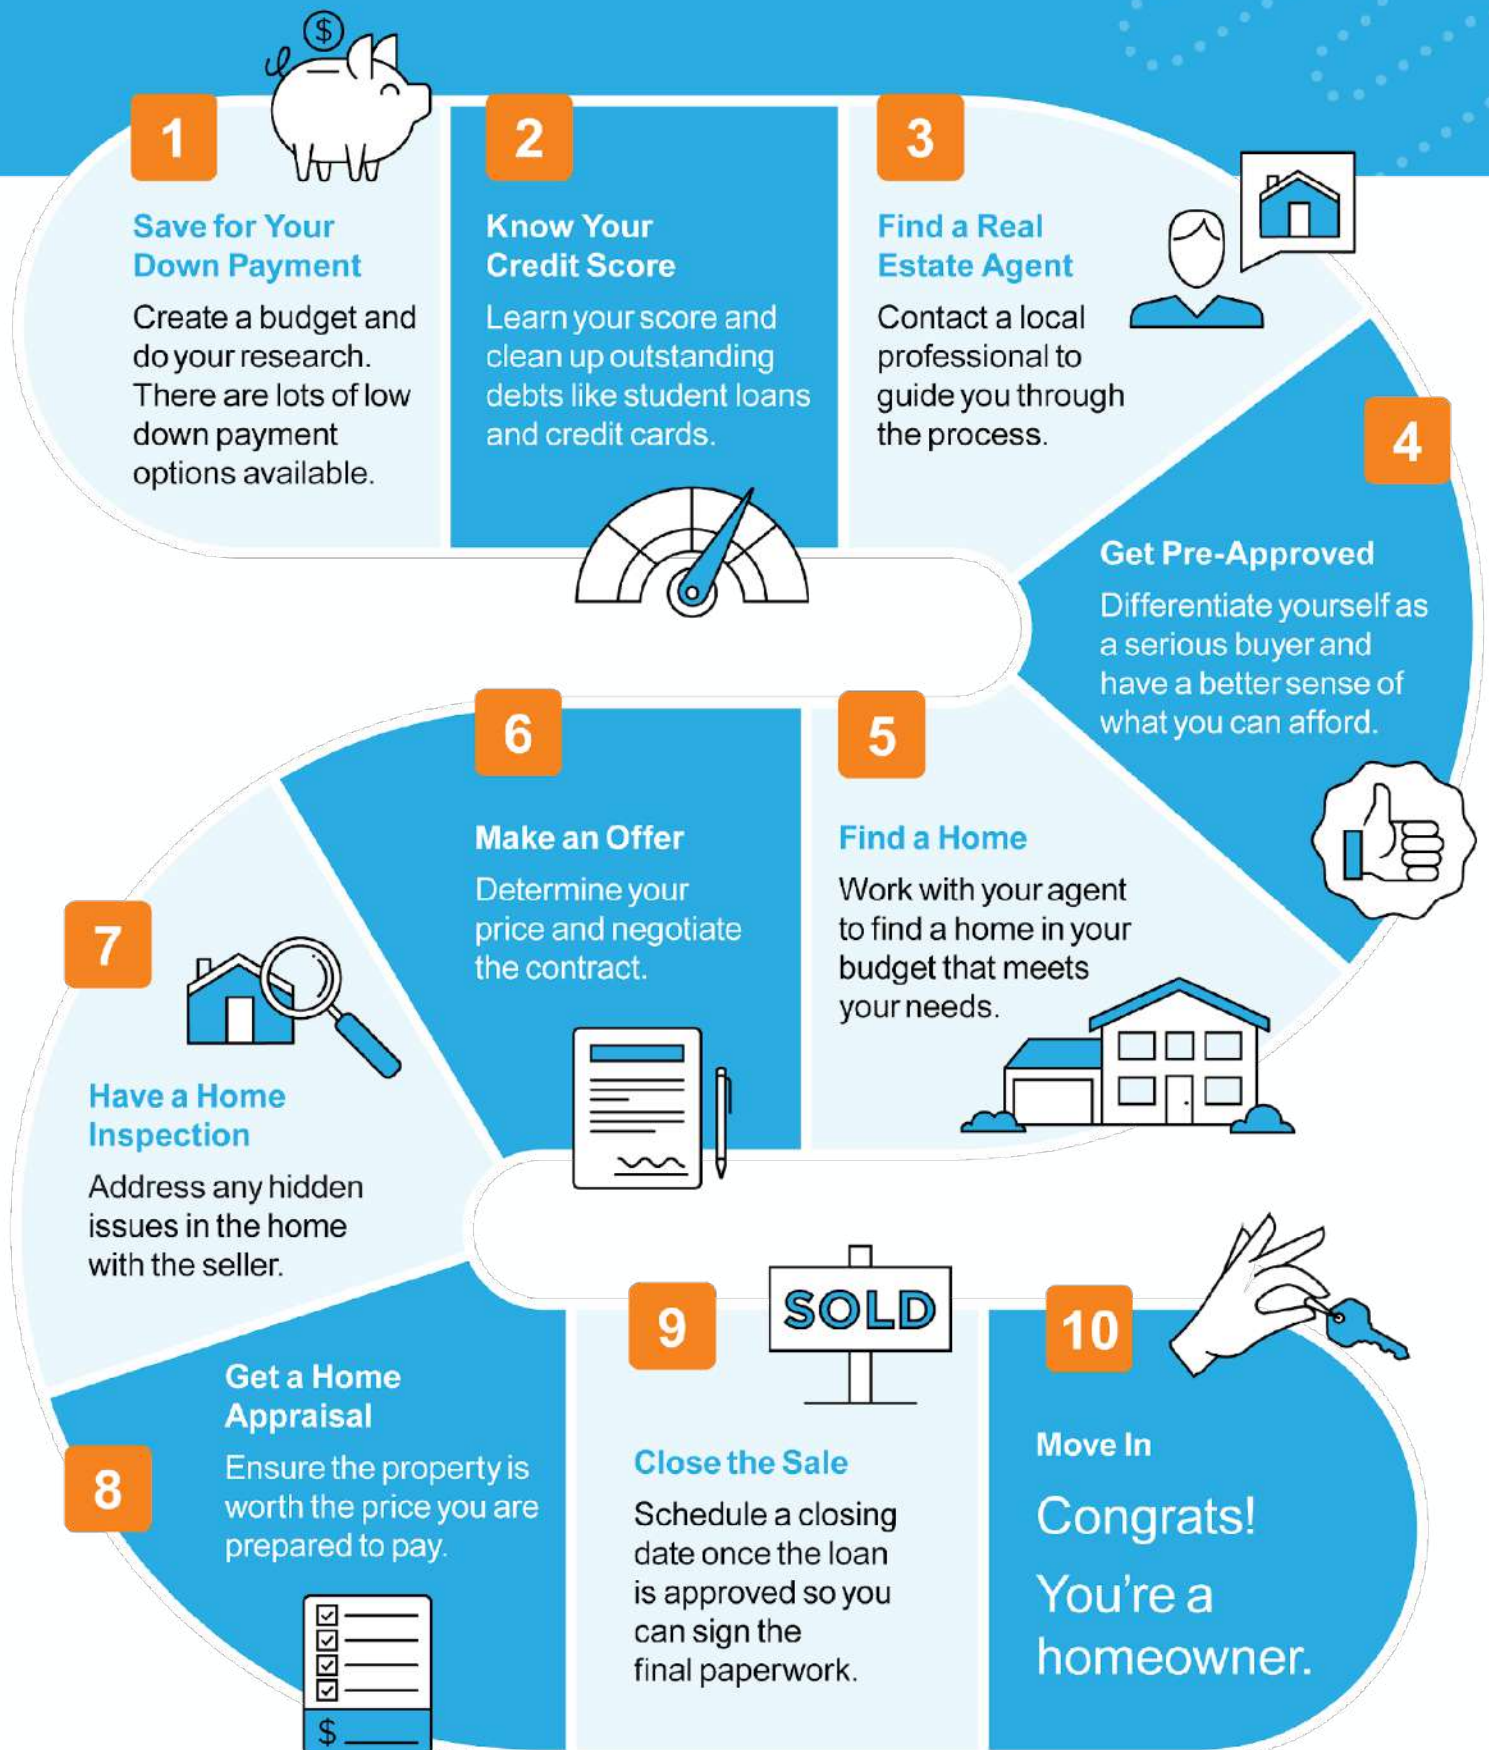 $
1
Save for Your
Down Payment
Create a budget and
do your research.
There are lots of low
down payment
options available.
2
Know Your
Credit Score
Learn your score and
clean up outstanding
debts like student loans
and credit cards.
3
Find a Real
Estate Agent
Contact a local
professional to
guide you through
the process.
4
Get Pre-Approved
Differentiate yourself as
a serious buyer and
have a better sense of
what you can afford.
5
Find a Home
Work with your agent
to find a home in your
budget that meets
your needs.
6
Make an Offer
Determine your
price and negotiate
the contract.
7
Have a Home
Inspection
Address any hidden
issues in the home
with the seller.
8
Get a Home
Appraisal
Ensure the property is
worth the price you are
prepared to pay.
$
9
SOLD
Close the Sale
Schedule a closing
date once the loan
is approved so you
can sign the
final paperwork.
10
Move In
Congrats!
You're a
homeowner.